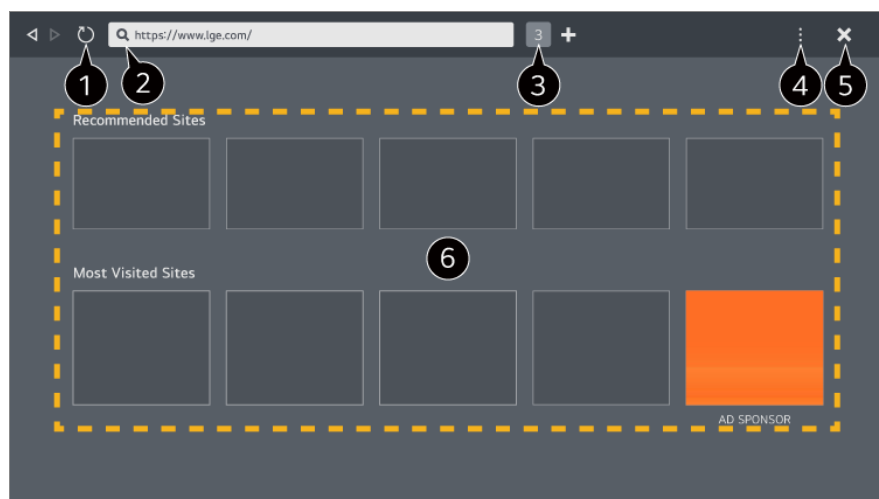 https://www.lge.com/ 3
1 2 3 4 5
Recommended Sites
6
Most Visited Sites
AD SPONSOR